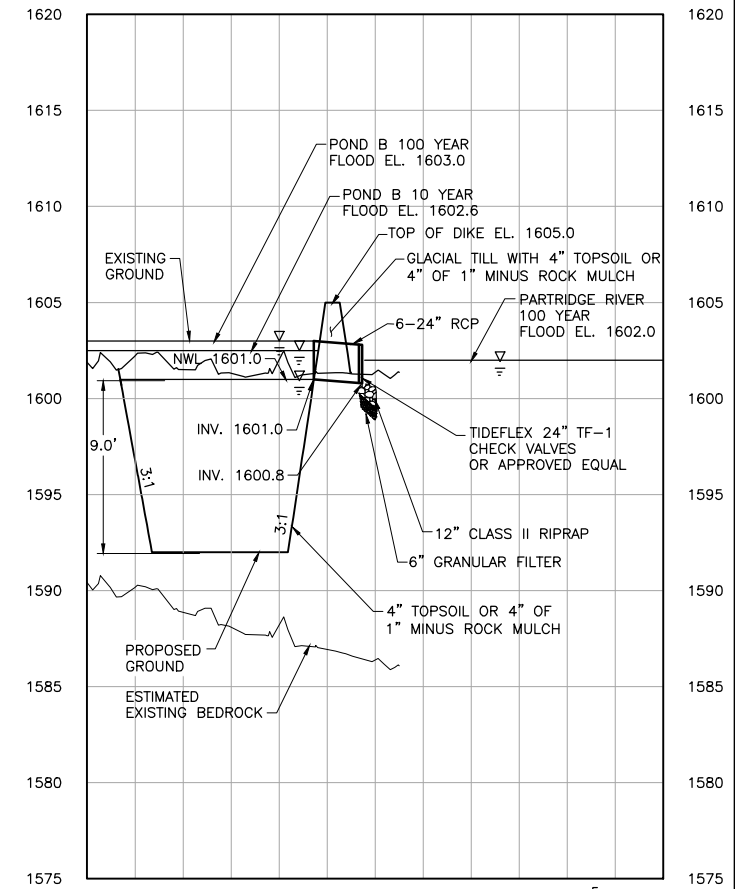 1620
1620
1615
1615
POND B 100 YEAR
FLOOD EL. 1603.0
POND B 10 YEAR
FLOOD EL. 1602.6
1610
1610
TOP OF DIKE EL. 1605.0
EXISTING
GROUND
GLACIAL TILL WITH 4" TOPSOIL OR
4" OF 1" MINUS ROCK MULCH
1605
1605
PARTRIDGE RIVER
100 YEAR
FLOOD EL. 1602.0
6-24" RCP
NWL 1601.0
1600
1600
INV. 1601.0
TIDEFLEX 24" TF-1
CHECK VALVES
OR APPROVED EQUAL
9.0'
3:1
INV. 1600.8
1595
1595
3:1
12" CLASS II RIPRAP
6" GRANULAR FILTER
1590
1590
4" TOPSOIL OR 4" OF
1" MINUS ROCK MULCH
PROPOSED
GROUND
1585
1585
ESTIMATED
EXISTING BEDROCK
1580
1580
1575
1575